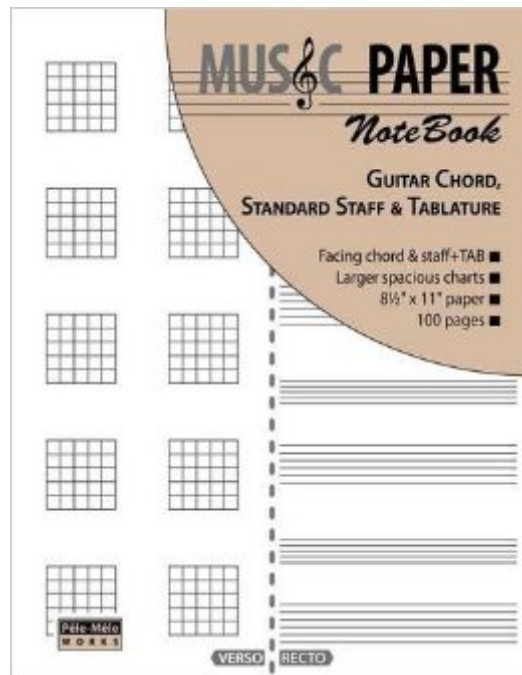 MUSIC PAPER
NoteBook
GUITAR CHORD,
STANDARD STAFF & TABLATURE
Facing chord & staff+TAB ■
Larger spacious charts ■
8½" x 11" paper ■
100 pages ■
Pêle-Mêle
WORKS
VERSO RECTO